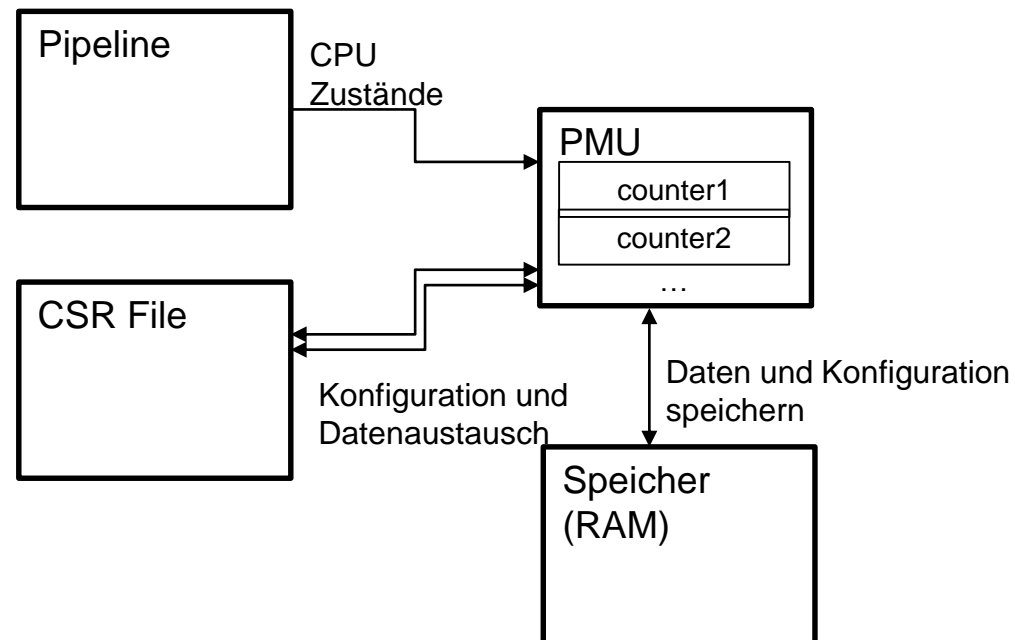 Pipeline
CPU
Zustände
PMU
counter1
counter2
...
CSR File
Konfiguration und
Datenaustausch
Daten und Konfiguration
speichern
Speicher
(RAM)